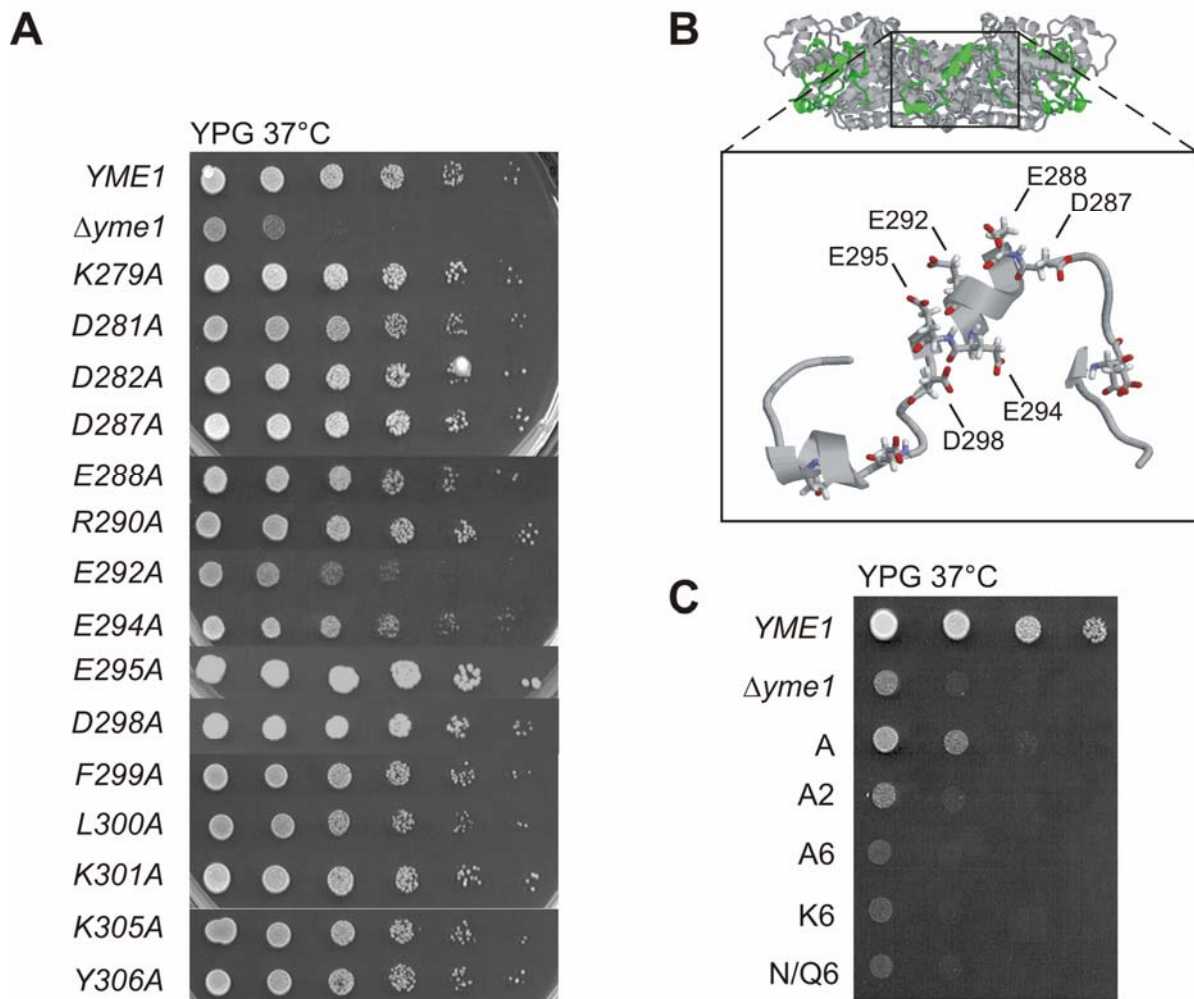 A
YPG 37°C
YME1
Δyme1
K279A
D281A
D282A
D287A
E288A
R290A
E292A
E294A
E295A
D298A
F299A
L300A
K301A
K305A
Y306A
B
E288
D287
E292
E295
E294
D298
C
YPG 37°C
YME1
Δyme1
A
A2
A6
K6
N/Q6